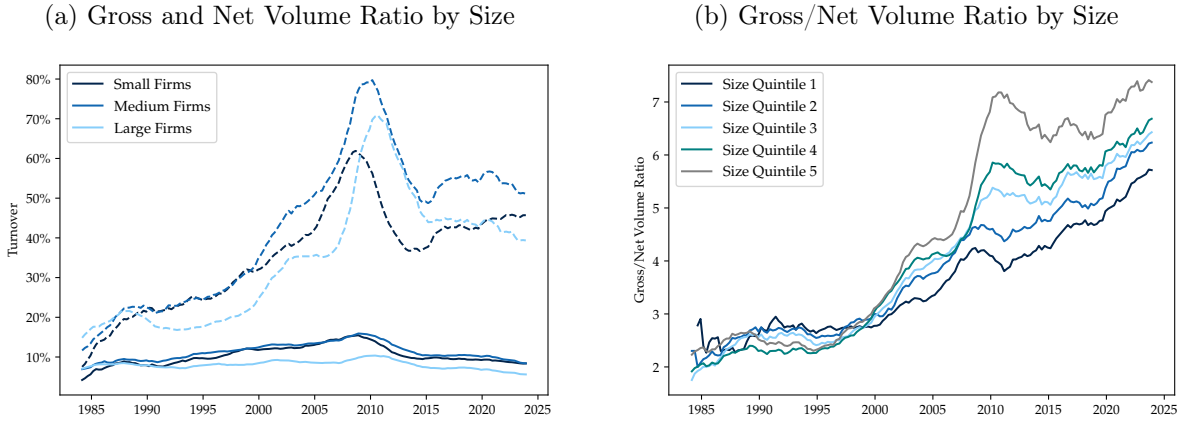 (a) Gross and Net Volume Ratio by Size
Turnover
80%
70%
60%
50%
40%
30%
20%
10%
Small Firms
Medium Firms
Large Firms
1985 1990 1995 2000 2005 2010 2015 2020 2025
(b) Gross/Net Volume Ratio by Size
Gross/Net Volume Ratio
7
6
5
4
3
2
Size Quintile 1
Size Quintile 2
Size Quintile 3
Size Quintile 4
Size Quintile 5
1985 1990 1995 2000 2005 2010 2015 2020 2025